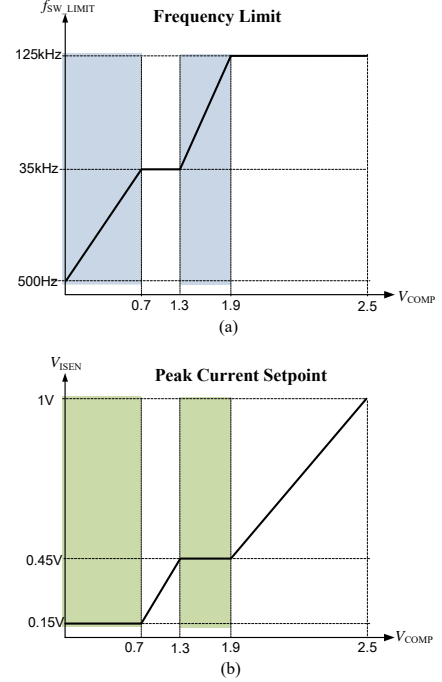 fSW_LIMIT
Frequency Limit
125kHz
35kHz
500Hz
0.7 1.3 1.9 2.5
VCOMP
(a)
VISEN
Peak Current Setpoint
1V
0.45V
0.15V
0.7 1.3 1.9 2.5
VCOMP
(b)